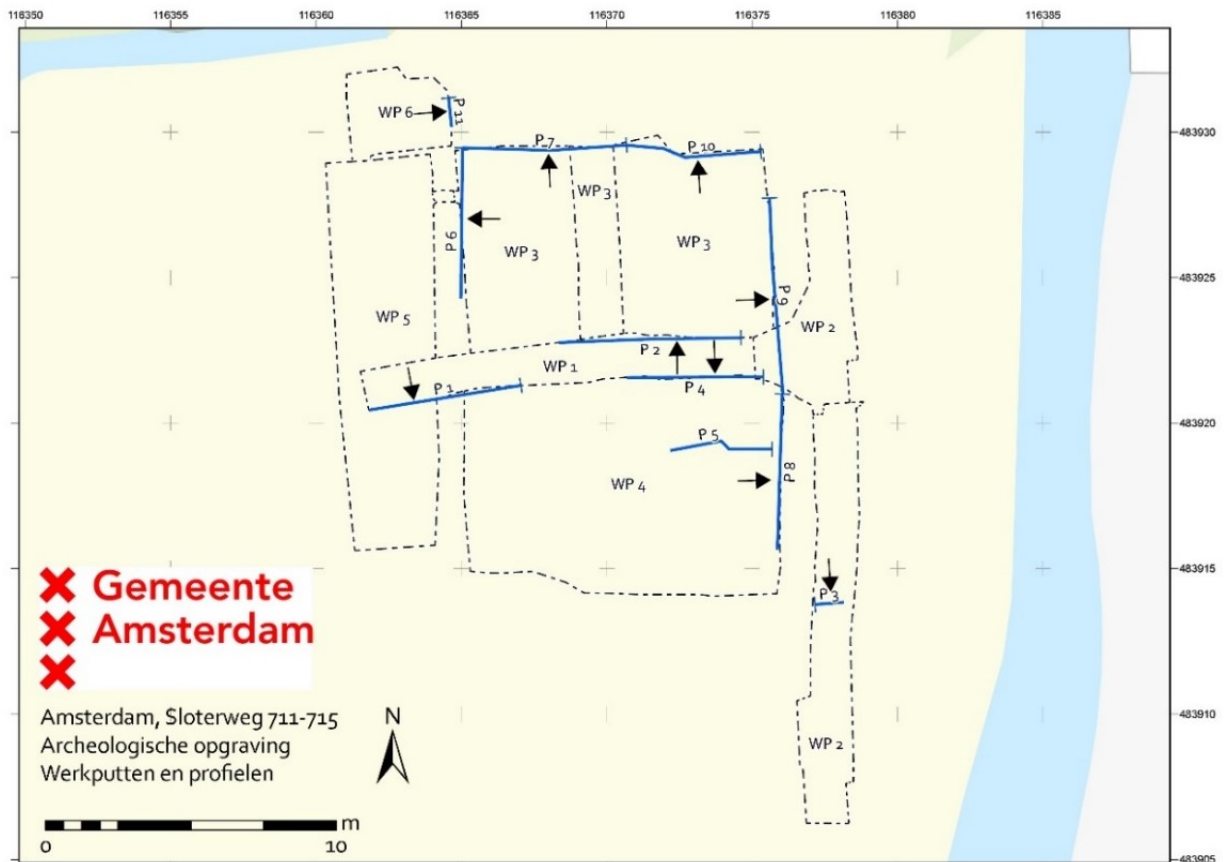 116350 116355 116360 116365 116370 116375 116380 116385
WP 6
P 11
483930
P 7
P 10
WP 3
P 6
WP 3
WP 3
483925
P 9
WP 5
WP 2
P 2
WP 1
P 1
P 4
483920
P 5
P 8
WP 4
483915
P 3
Gemeente
Amsterdam
Amsterdam, Sloterweg 711-715
Archeologische opgraving
Werkputten en profielen
N
483910
WP 2
m
0 10
483905